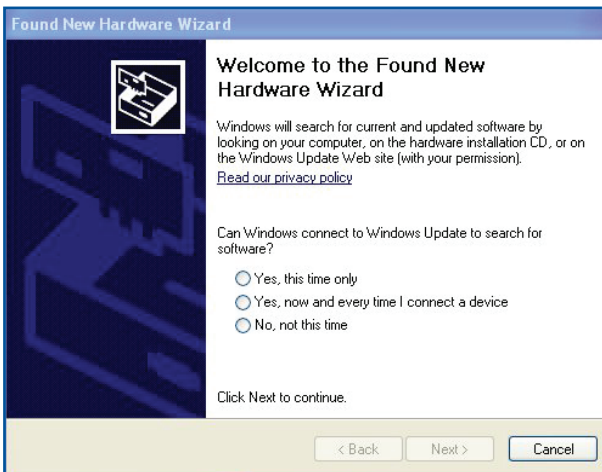 Found New Hardware Wizard
Welcome to the Found New
Hardware Wizard
Windows will search for current and updated software by
looking on your computer, on the hardware installation CD, or on
the Windows Update Web site (with your permission).
Read our privacy policy
Can Windows connect to Windows Update to search for
software?
Yes, this time only
Yes, now and every time I connect a device
No, not this time
Click Next to continue.
< Back Next > Cancel